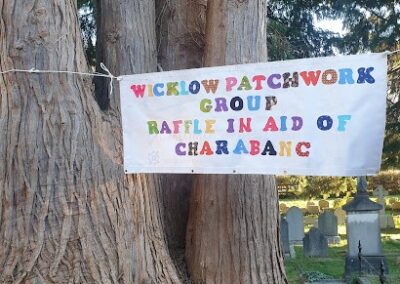 WICKLOW PATCHWORK
GROUP
RAFFLE IN AID OF
CHARABANC